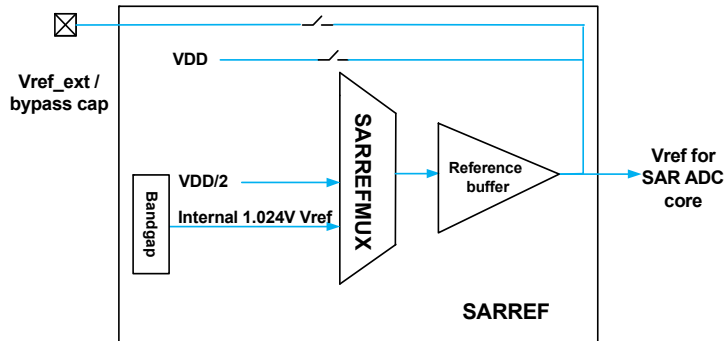 VDD
Vref_ext /
bypass cap
SARREFMUX
Reference
buffer
Vref for
SAR ADC
core
VDD/2
Bandgap
Internal 1.024V Vref
SARREF